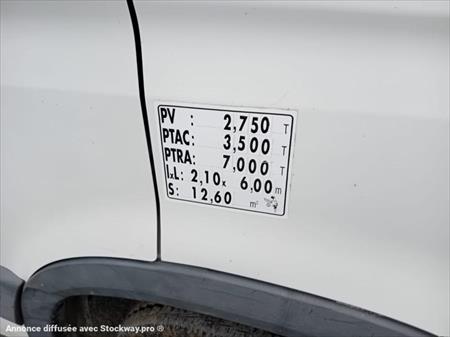 PV : 2,750 T
PTAC: 3,500 T
PTRA: 7,000 T
lxL: 2,10x 6,00m
S: 12,60 m²
Annonce diffusée avec Stockway.pro ®